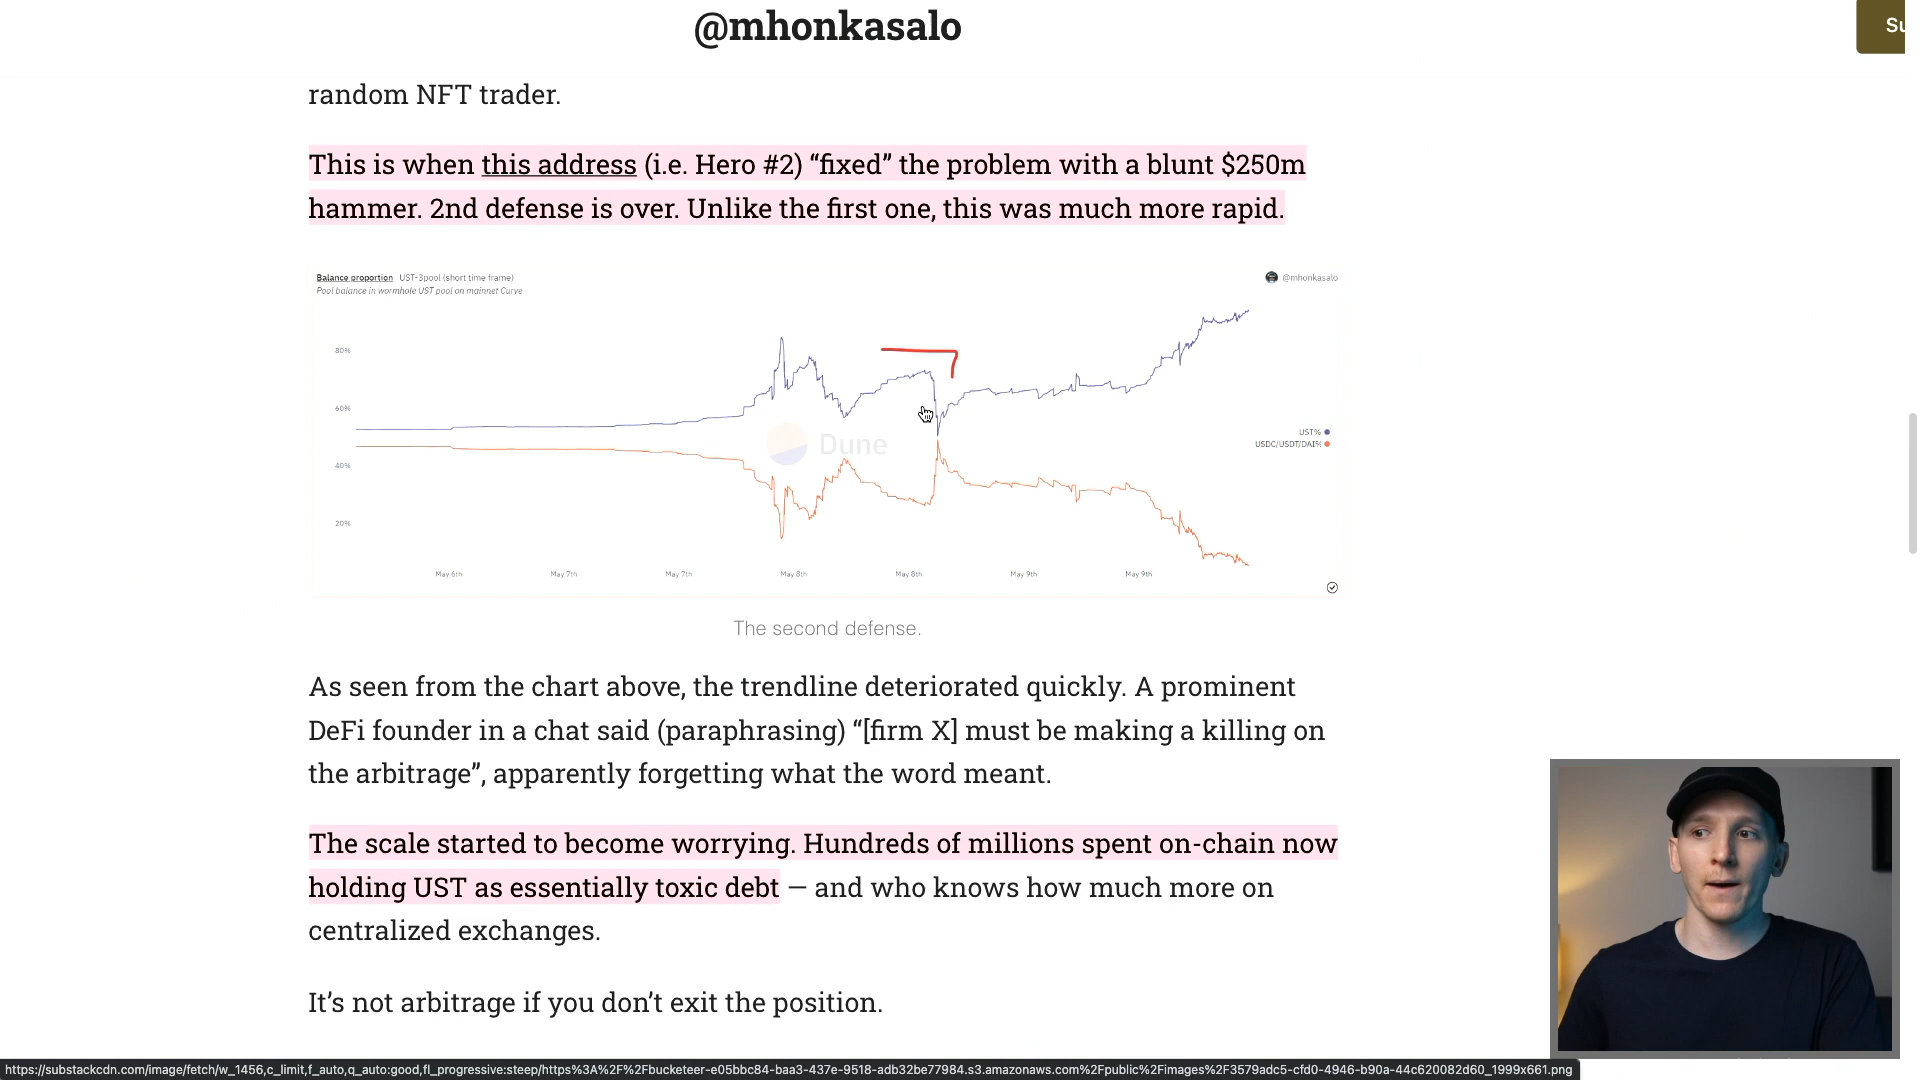 @mhonkasalo
Su
random NFT trader.
This is when this address (i.e. Hero #2) “fixed” the problem with a blunt $250m
hammer. 2nd defense is over. Unlike the first one, this was much more rapid.
Balance proportion UST-3pool (short time frame)
@mhonkasalo
Pool balance in wormhole UST pool on mainnet Curve
80%
60%
UST%
Dune
USDC/USDT/DAI%
40%
20%
May 6th May 7th May 7th May 8th May 8th May 9th May 9th
The second defense.
As seen from the chart above, the trendline deteriorated quickly. A prominent
DeFi founder in a chat said (paraphrasing) “[firm X] must be making a killing on
the arbitrage”, apparently forgetting what the word meant.
The scale started to become worrying. Hundreds of millions spent on-chain now
holding UST as essentially toxic debt — and who knows how much more on
centralized exchanges.
It’s not arbitrage if you don’t exit the position.
https://substackcdn.com/image/fetch/w_1456,c_limit,f_auto,q_auto:good,fl_progressive:steep/https%3A%2F%2Fbucketeer-e05bbc84-baa3-437e-9518-adb32be77984.s3.amazonaws.com%2Fpublic%2Fimages%2F3579adc5-cfd0-4946-b90a-44c620082d60_1999x661.png